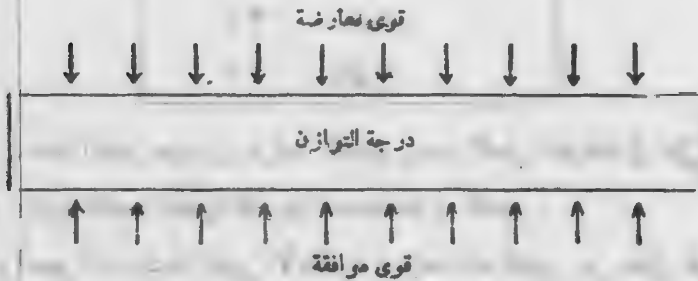 قوى معارضة
درجة التوازن
قوى موافقة